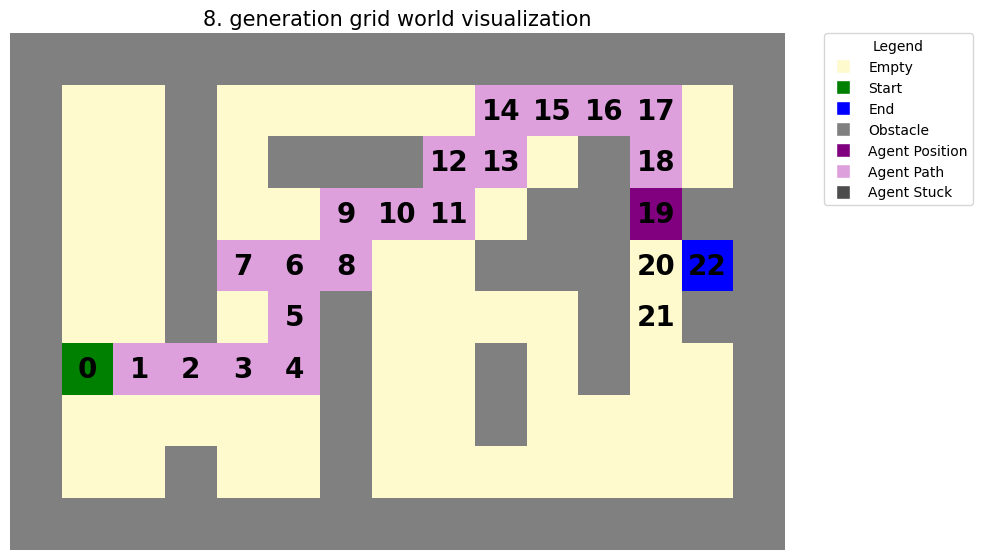 8. generation grid world visualization
14 15 16 17
12 13 18
9 10 11 19
7 6 8 20 22
5 21
0 1 2 3 4
Legend
Empty
Start
End
Obstacle
Agent Position
Agent Path
Agent Stuck